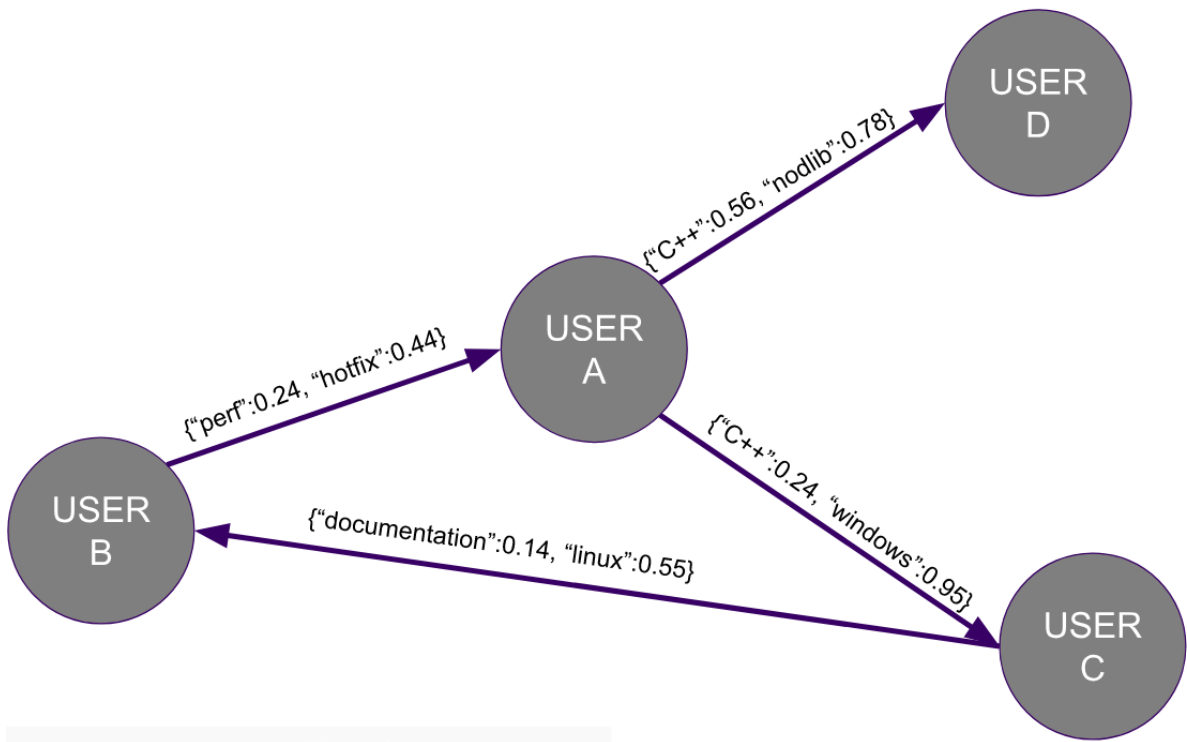 USER
D
{“C++”:0.56, “nodlib”:0.78}
USER
A
{“perf”:0.24, “hotfix”:0.44}
{“C++”:0.24, “windows”:0.95}
USER
B
{“documentation”:0.14, “linux”:0.55}
USER
C